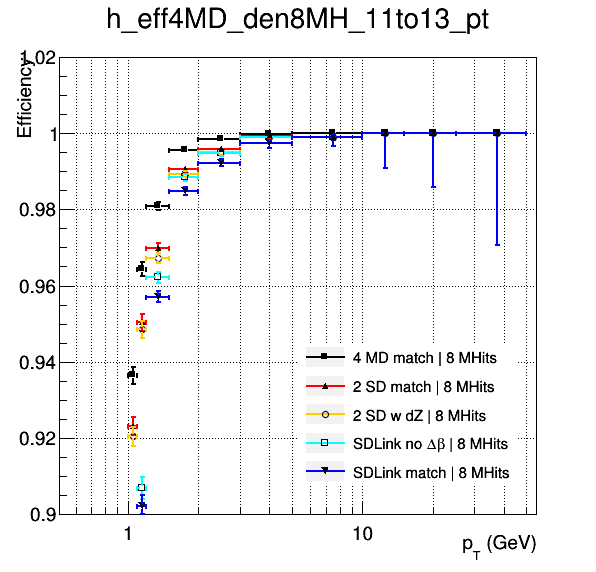 h_eff4MD_den8MH_11to13_pt
Efficiency
1.02
1
0.98
0.96
0.94
0.92
0.9
4 MD match | 8 MHits
2 SD match | 8 MHits
2 SD w dZ | 8 MHits
SDLink no Δβ | 8 MHits
SDLink match | 8 MHits
1
10
p_T (GeV)